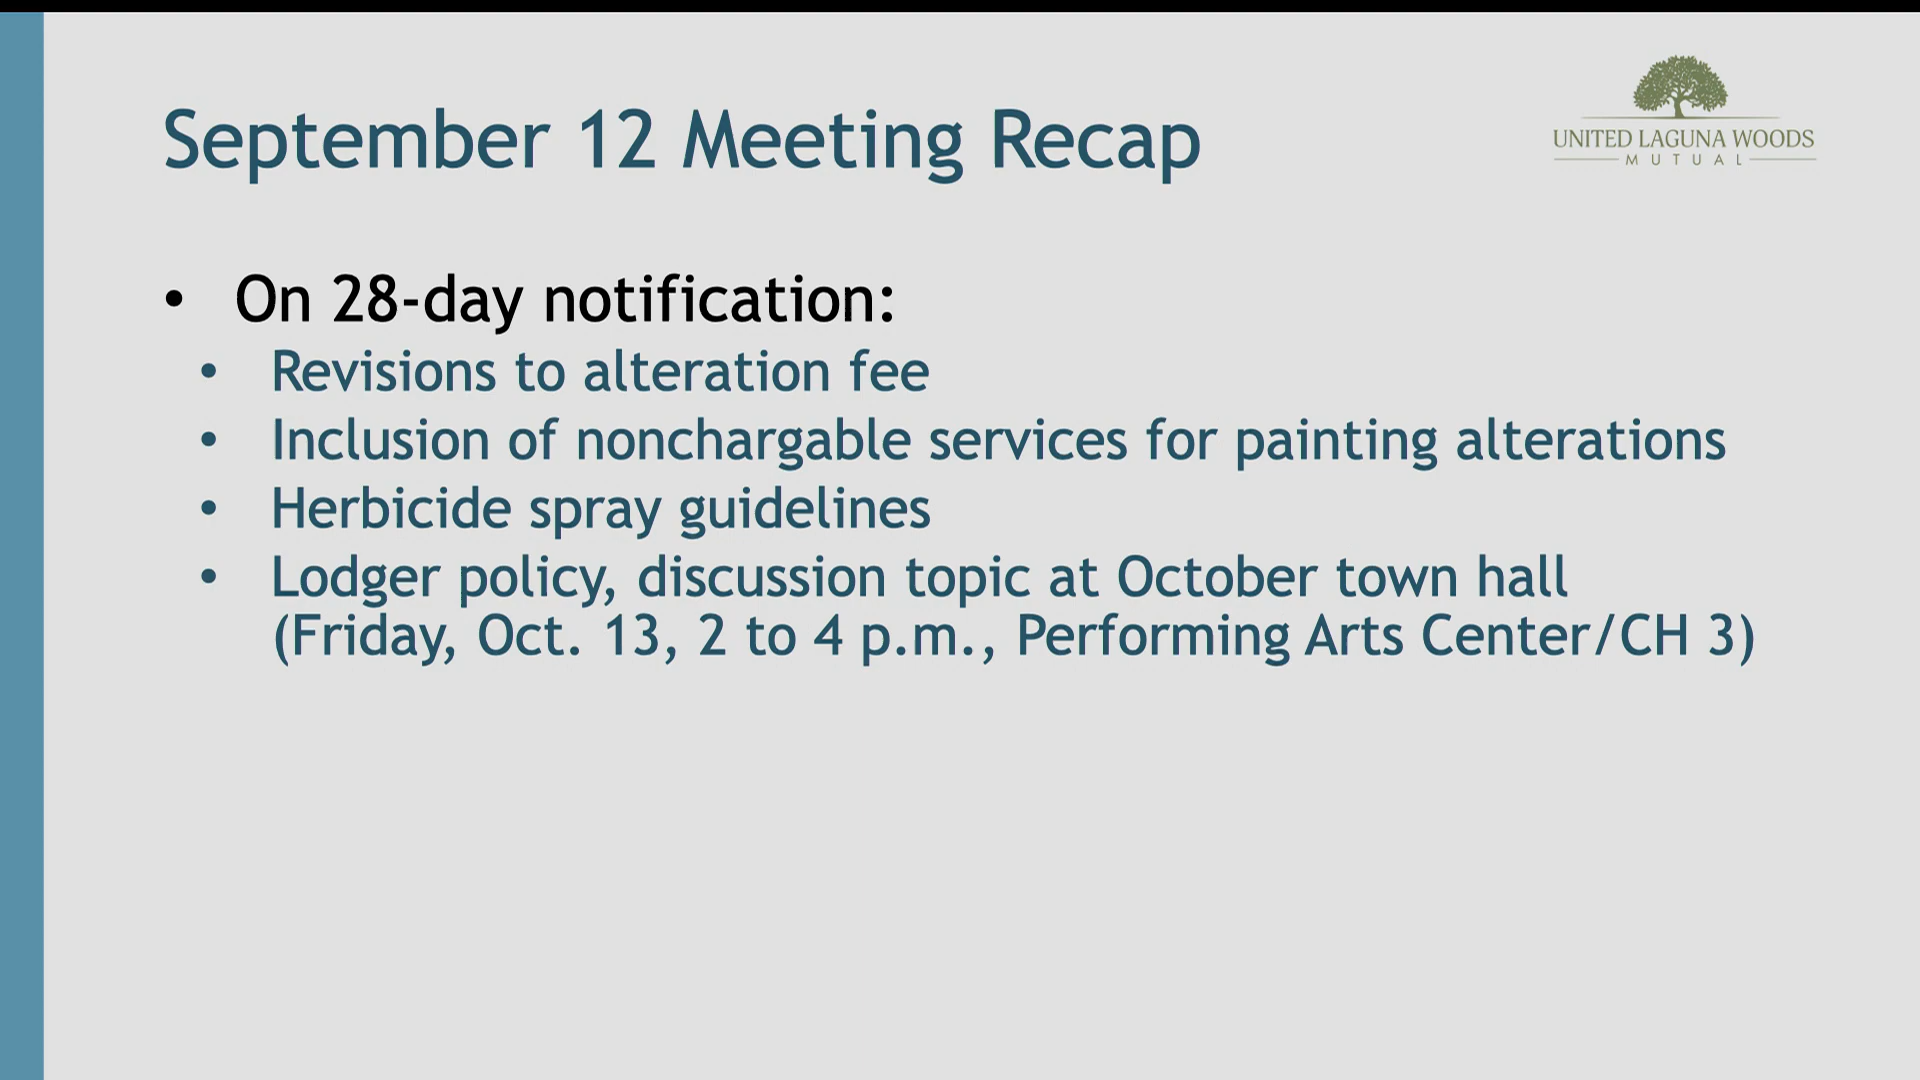 September 12 Meeting Recap
UNITED LAGUNA WOODS
MUTUAL
• On 28-day notification:
• Revisions to alteration fee
• Inclusion of nonchargable services for painting alterations
• Herbicide spray guidelines
• Lodger policy, discussion topic at October town hall
(Friday, Oct. 13, 2 to 4 p.m., Performing Arts Center/CH 3)